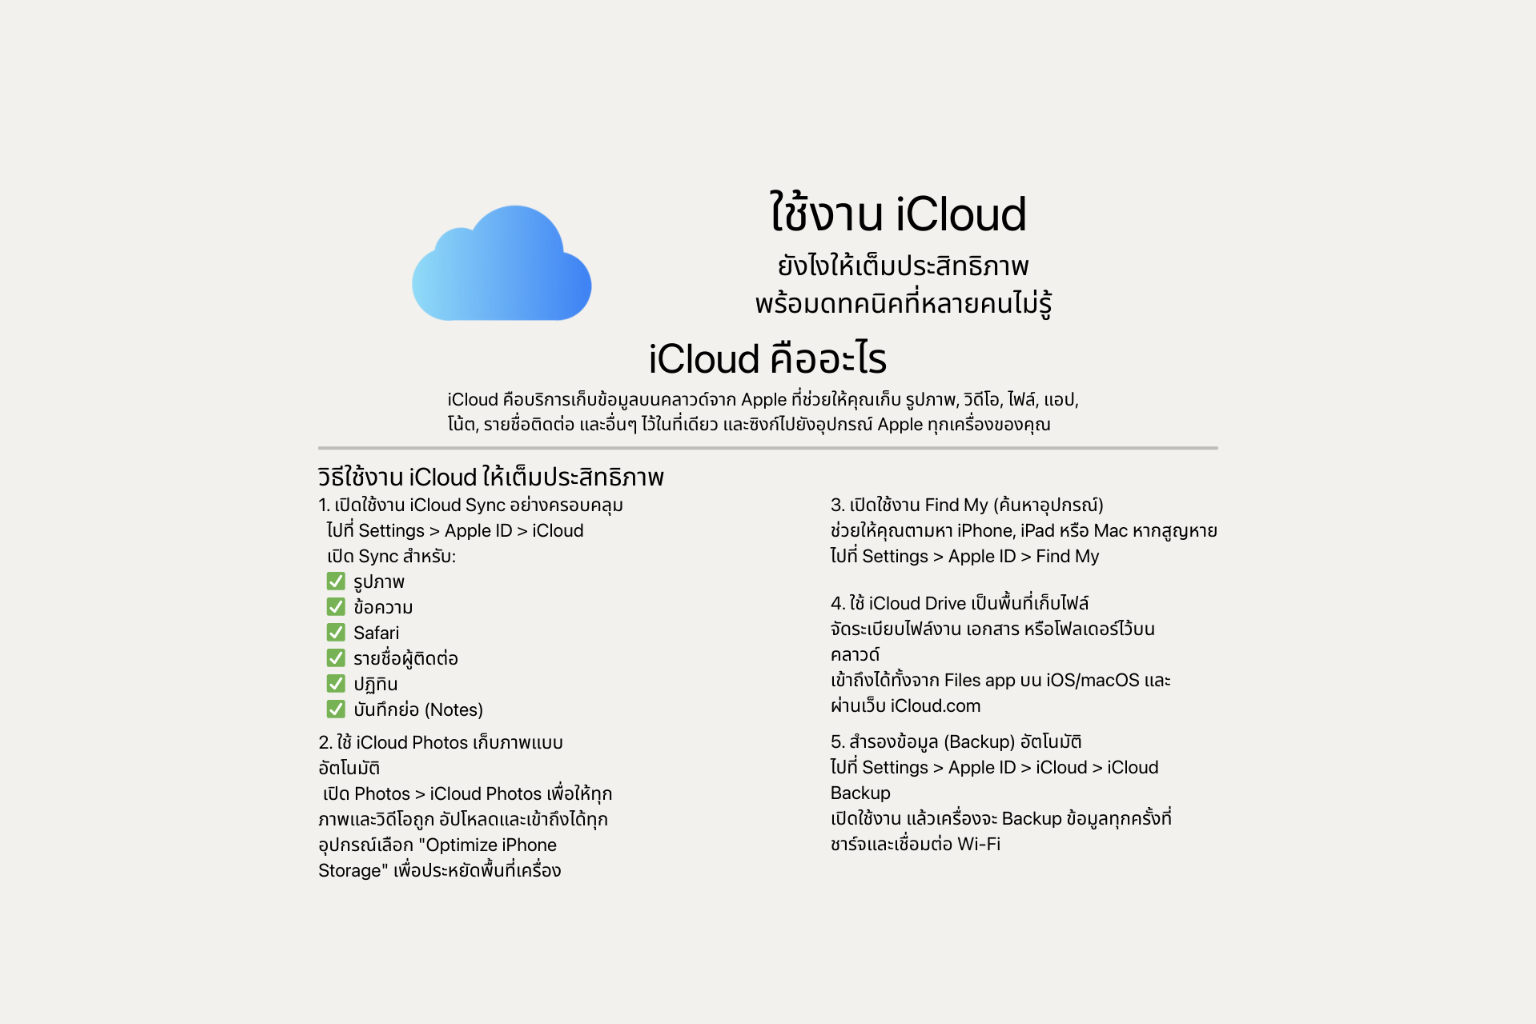 ใช้งาน iCloud
ยังไงให้เต็มประสิทธิภาพ
พร้อมดทคนิคที่หลายคนไม่รู้
iCloud คืออะไร
iCloud คือบริการเก็บข้อมูลบนคลาวด์จาก Apple ที่ช่วยให้คุณเก็บ รูปภาพ, วิดีโอ, ไฟล์, แอป,
โน้ต, รายชื่อติดต่อ และอื่นๆ ไว้ในที่เดียว และซิงก์ไปยังอุปกรณ์ Apple ทุกเครื่องของคุณ
วิธีใช้งาน iCloud ให้เต็มประสิทธิภาพ
1. เปิดใช้งาน iCloud Sync อย่างครอบคลุม
ไปที่ Settings > Apple ID > iCloud
เปิด Sync สำหรับ:
✅ รูปภาพ
✅ ข้อความ
✅ Safari
✅ รายชื่อผู้ติดต่อ
✅ ปฏิทิน
✅ บันทึกย่อ (Notes)
2. ใช้ iCloud Photos เก็บภาพแบบ
อัตโนมัติ
เปิด Photos > iCloud Photos เพื่อให้ทุก
ภาพและวิดีโอถูก อัปโหลดและเข้าถึงได้ทุก
อุปกรณ์เลือก "Optimize iPhone
Storage" เพื่อประหยัดพื้นที่เครื่อง
3. เปิดใช้งาน Find My (ค้นหาอุปกรณ์)
ช่วยให้คุณตามหา iPhone, iPad หรือ Mac หากสูญหาย
ไปที่ Settings > Apple ID > Find My
4. ใช้ iCloud Drive เป็นพื้นที่เก็บไฟล์
จัดระเบียบไฟล์งาน เอกสาร หรือโฟลเดอร์ไว้บน
คลาวด์
เข้าถึงได้ทั้งจาก Files app บน iOS/macOS และ
ผ่านเว็บ iCloud.com
5. สำรองข้อมูล (Backup) อัตโนมัติ
ไปที่ Settings > Apple ID > iCloud > iCloud
Backup
เปิดใช้งาน แล้วเครื่องจะ Backup ข้อมูลทุกครั้งที่
ชาร์จและเชื่อมต่อ Wi-Fi